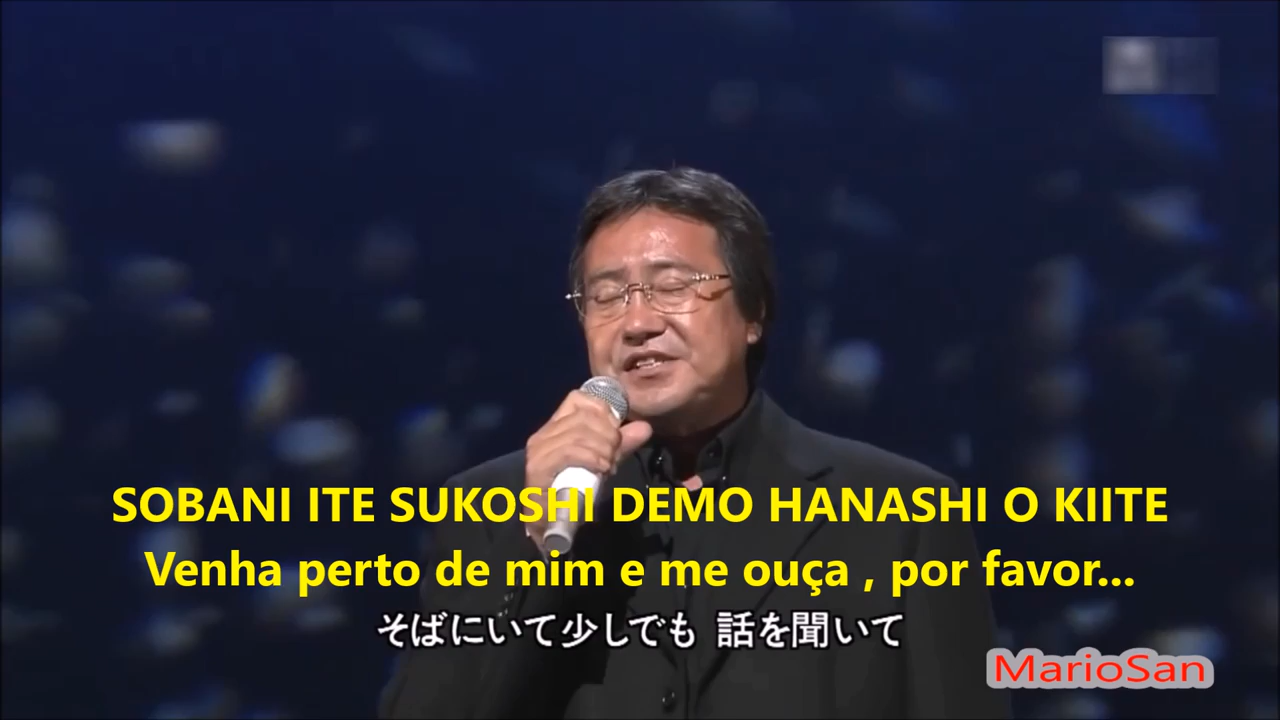 SOBANI ITE SUKOSHI DEMO HANASHI O KIITE
Venha perto de mim e me ouça , por favor...
そばにいて少しでも 話を聞いて
MarioSan